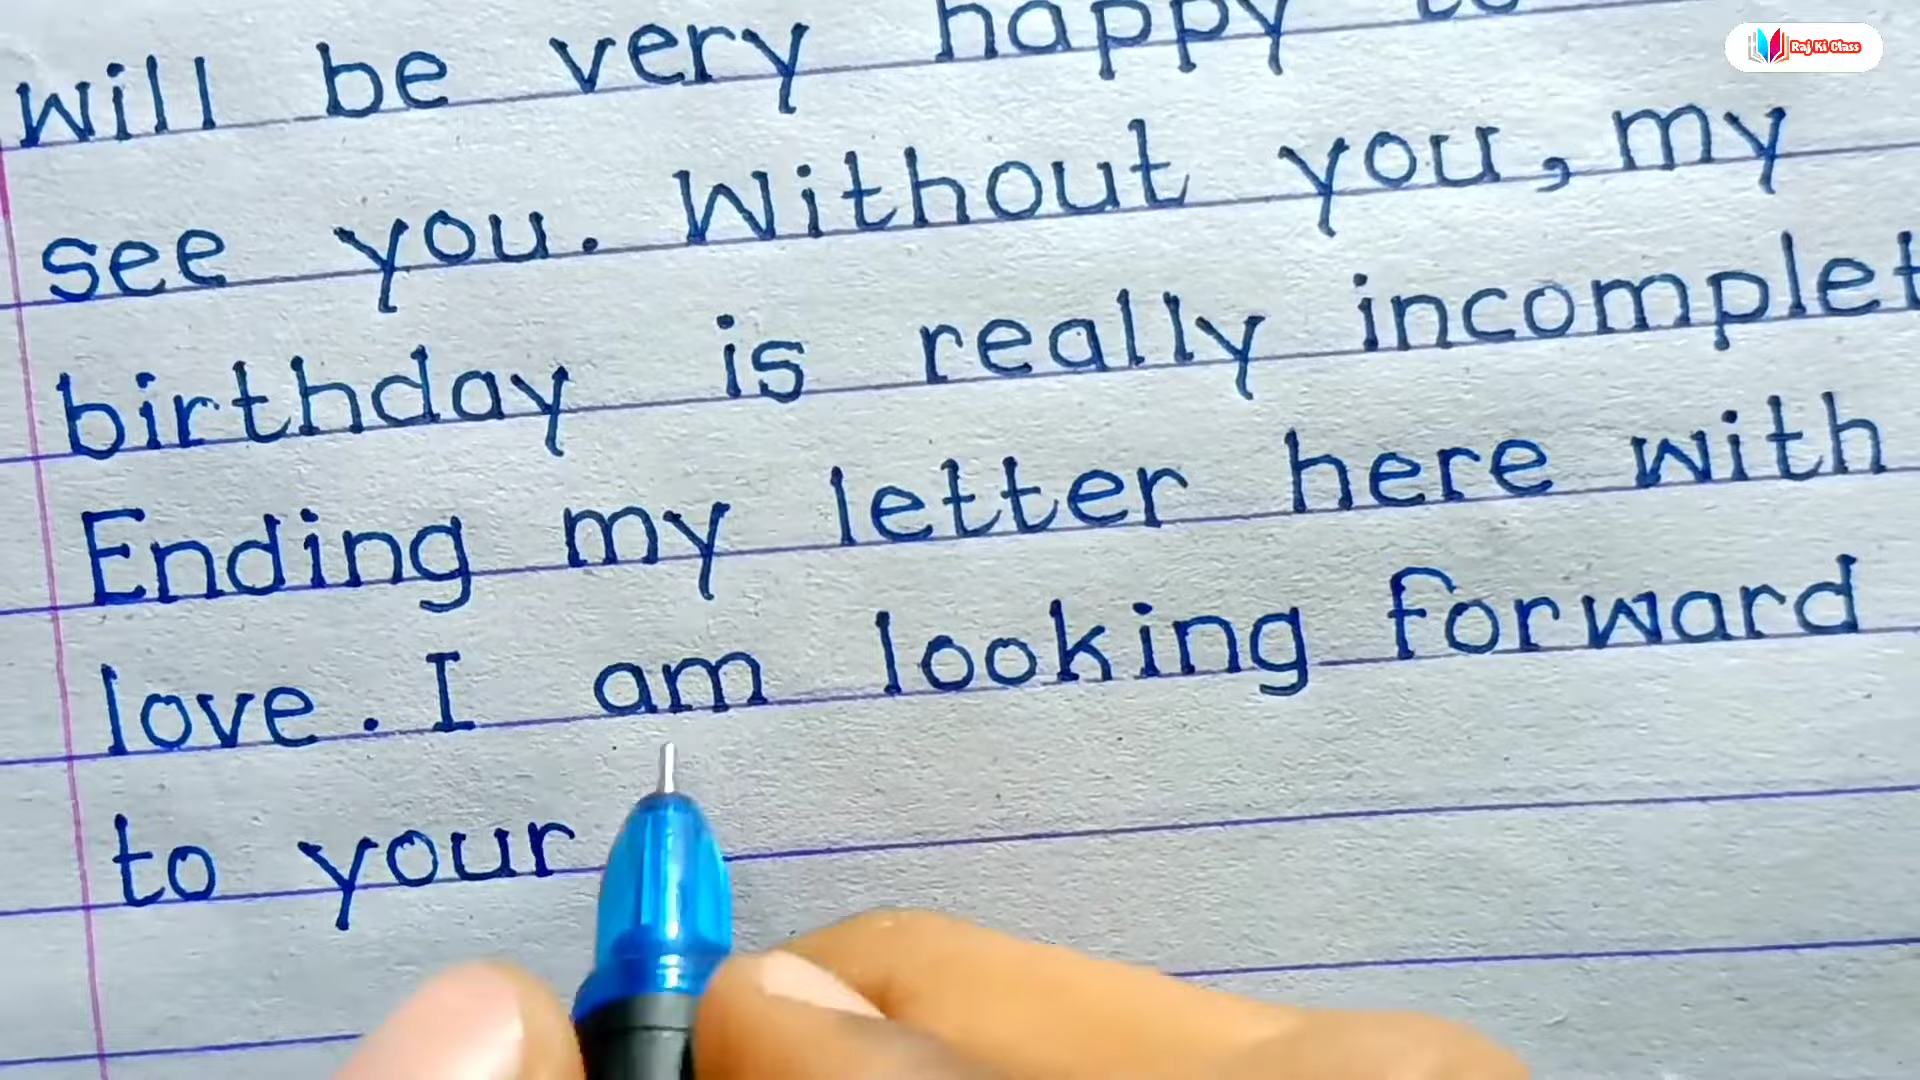 Will be very happy to
Raj Ki Class
see you. Without you, my
birthday is really incomplet
Ending my letter here with
love. I am looking forward
to your